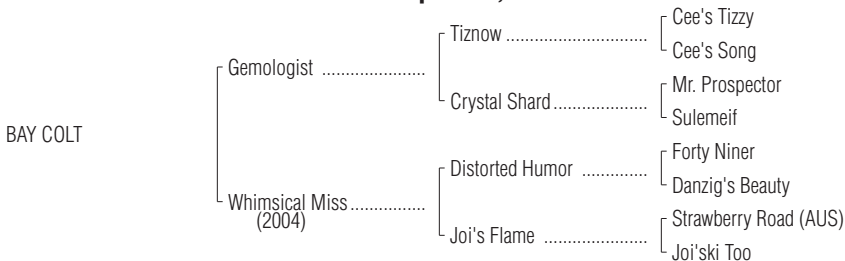 Cee's Tizzy
Tiznow ..............................
Cee's Song
Gemologist ......................
Mr. Prospector
Crystal Shard....................
Sulemeif
BAY COLT
Forty Niner
Distorted Humor ..............
Danzig's Beauty
Whimsical Miss................
(2004)
Strawberry Road (AUS)
Joi's Flame ......................
Joi'ski Too